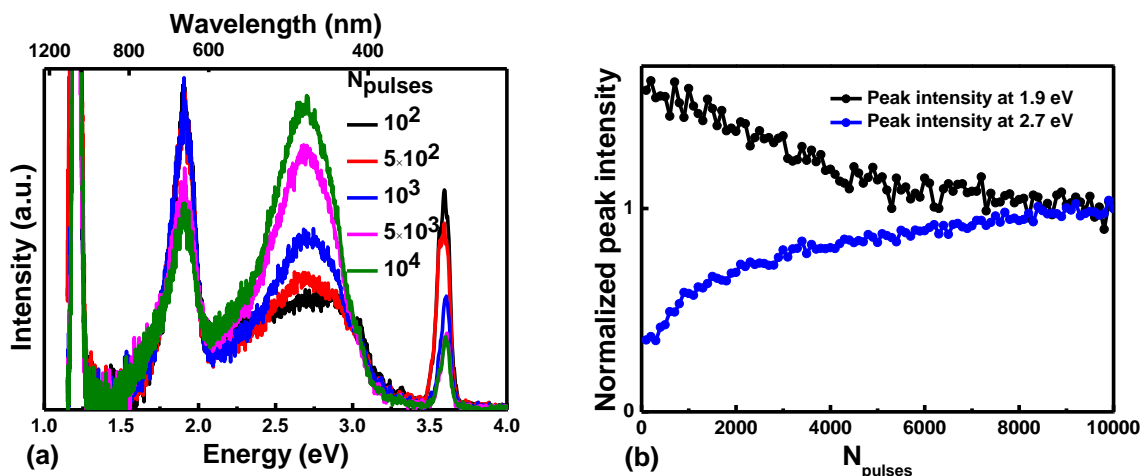 Wavelength (nm)
1200 800 600 400
Intensity (a.u.)
N_pulses
10^2
5×10^2
10^3
5×10^3
10^4
1.0 1.5 2.0 2.5 3.0 3.5 4.0
(a) Energy (eV)
Normalized peak intensity
1
0
Peak intensity at 1.9 eV
Peak intensity at 2.7 eV
0 2000 4000 6000 8000 10000
(b) N_pulses